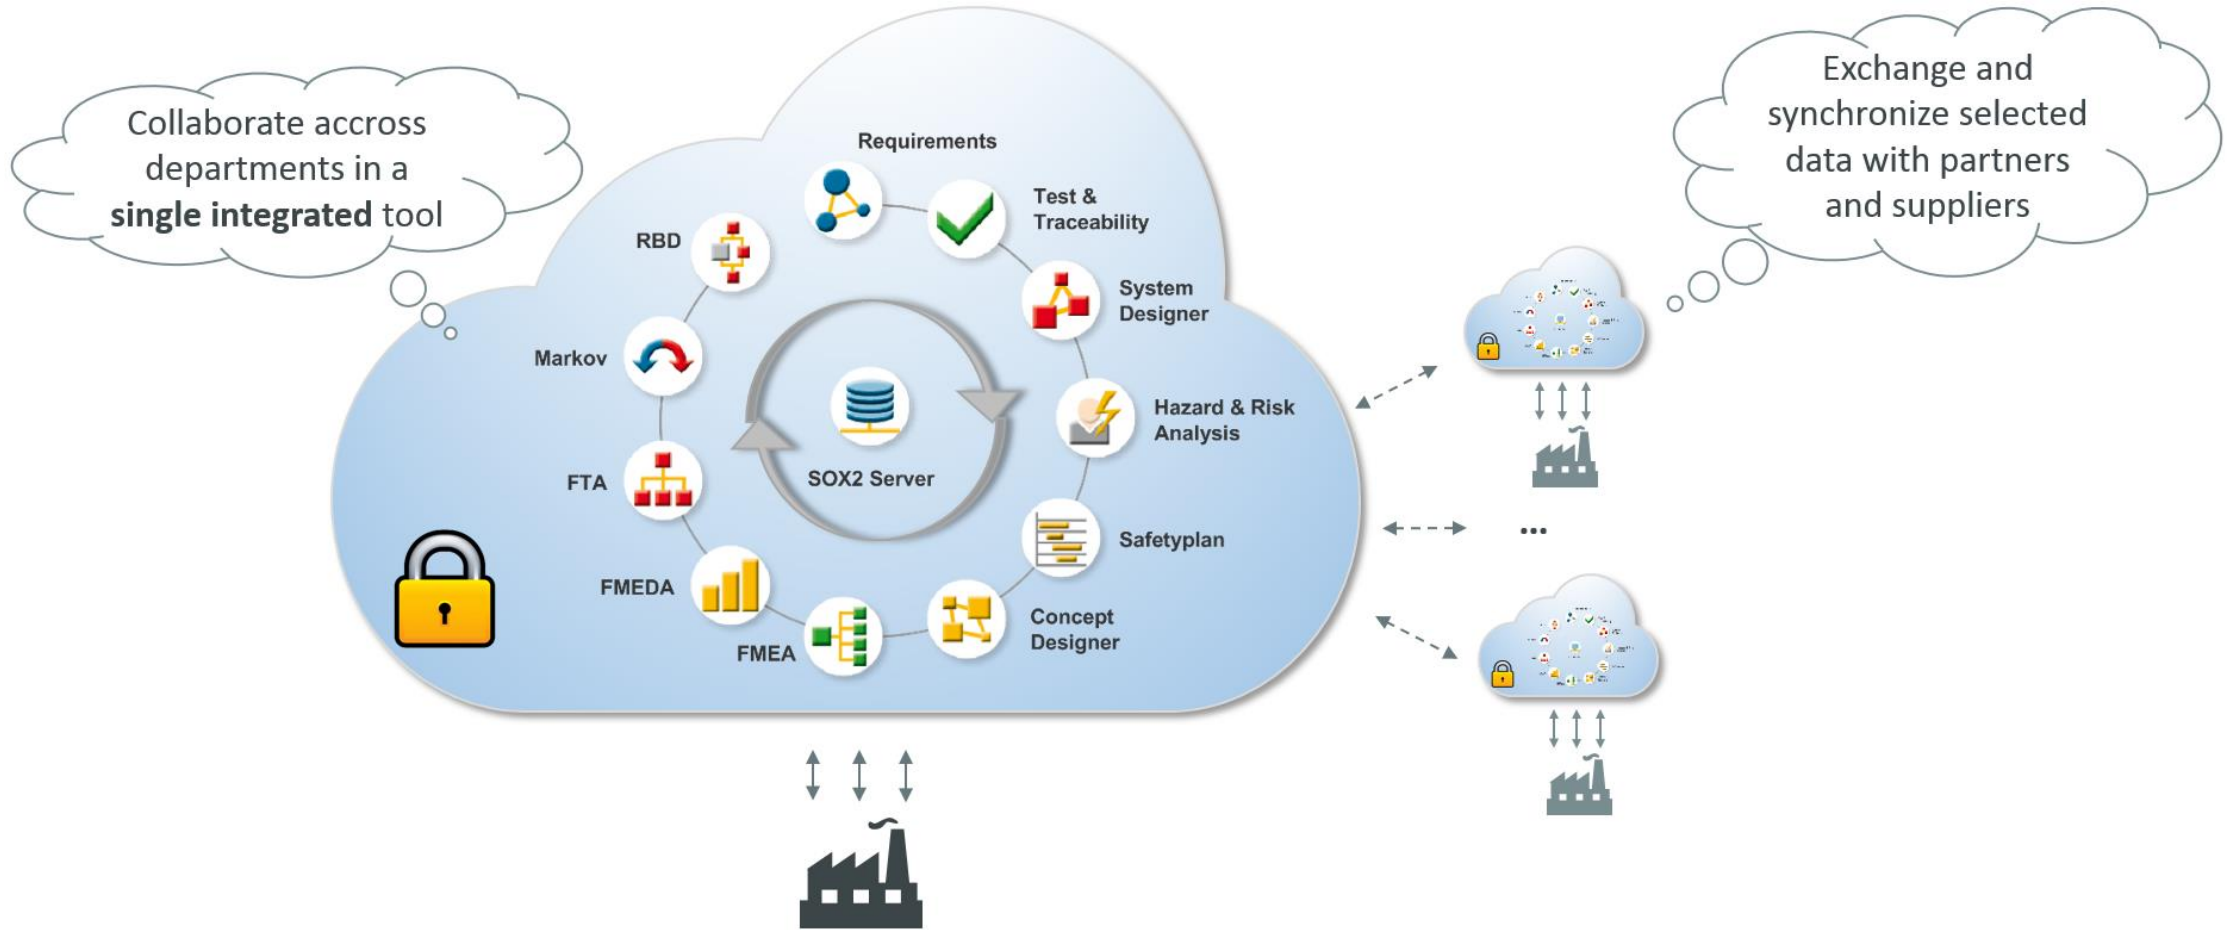 Collaborate accross
departments in a
single integrated tool
Exchange and
synchronize selected
data with partners
and suppliers
Requirements
Test &
Traceability
System
Designer
Hazard & Risk
Analysis
Safetyplan
Concept
Designer
FMEA
FMEDA
FTA
Markov
RBD
SOX2 Server
...